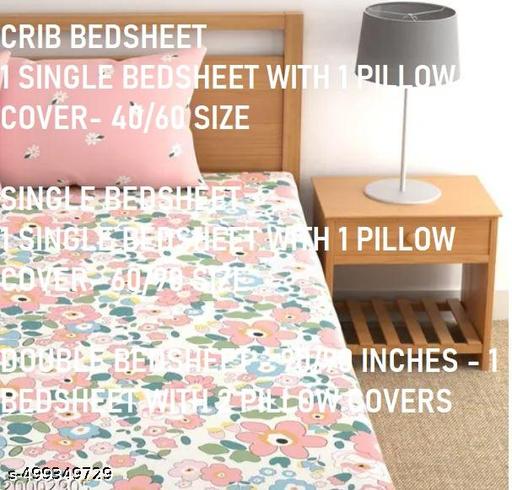 CRIB BEDSHEET
1 SINGLE BEDSHEET WITH 1 PILLOW
COVER- 40/60 SIZE
SINGLE BEDSHEET
1 SINGLE BEDSHEET WITH 1 PILLOW
COVER- 60/90 SIZE
DOUBLE BEDSHEET INCHES - 1
BEDSHEET WITH 2 PILLOW COVERS
s-499349729